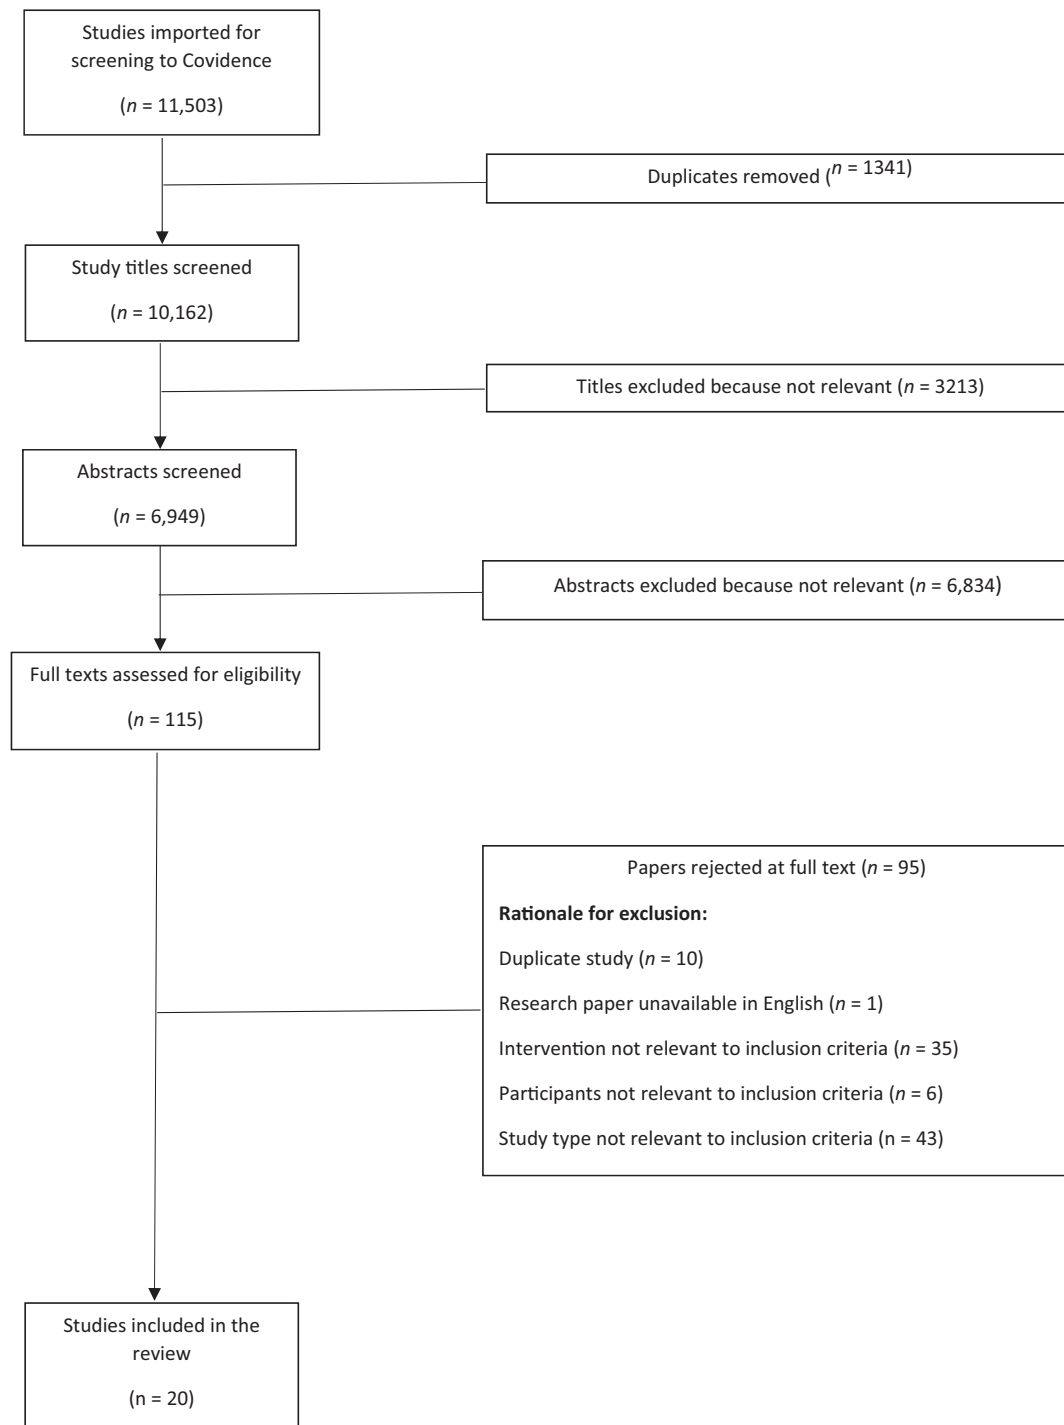 Studies imported for
screening to Covidence
(n = 11,503)
Duplicates removed (n = 1341)
Study titles screened
(n = 10,162)
Titles excluded because not relevant (n = 3213)
Abstracts screened
(n = 6,949)
Abstracts excluded because not relevant (n = 6,834)
Full texts assessed for eligibility
(n = 115)
Papers rejected at full text (n = 95)
Rationale for exclusion:
Duplicate study (n = 10)
Research paper unavailable in English (n = 1)
Intervention not relevant to inclusion criteria (n = 35)
Participants not relevant to inclusion criteria (n = 6)
Study type not relevant to inclusion criteria (n = 43)
Studies included in the
review
(n = 20)